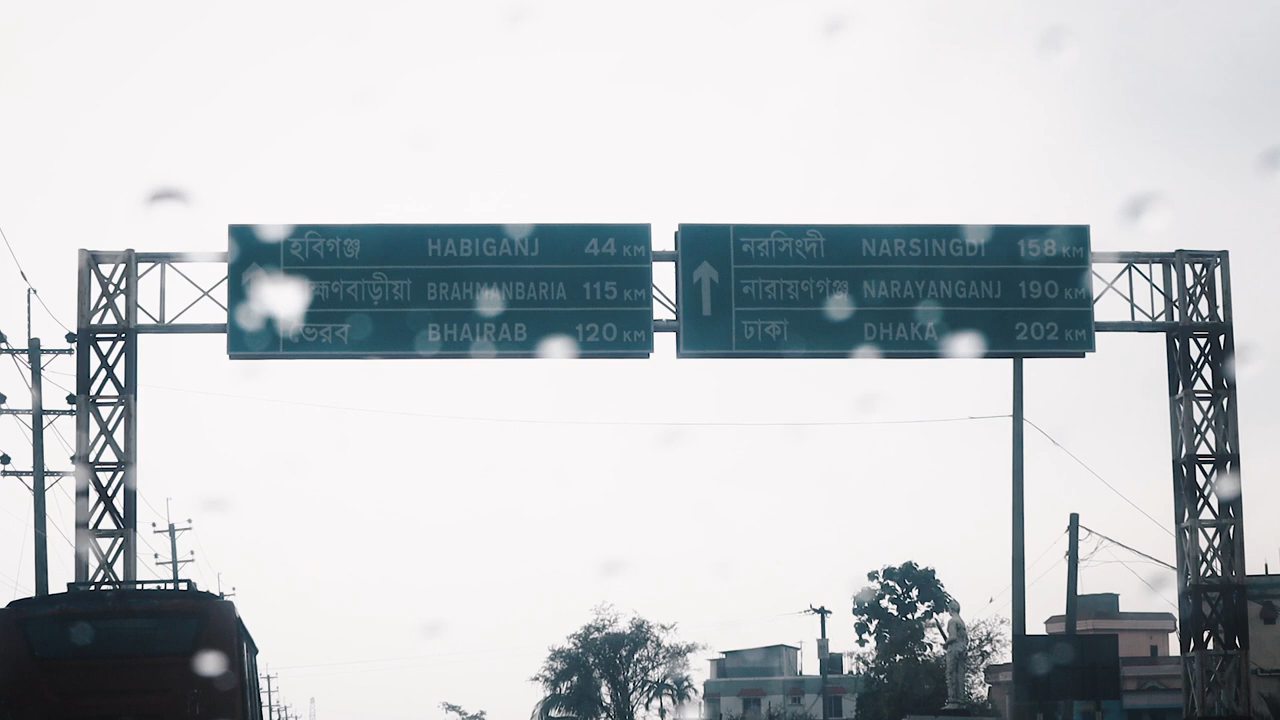 হবিগঞ্জ HABIGANJ 44 KM
BRAHMANBARIA 115 KM
ভৈরব BHAIRAB 120 KM
নরসিংদী NARSINGDI 158 KM
নারায়ণগঞ্জ NARAYANGANJ 190 KM
ঢাকা DHAKA 202 KM